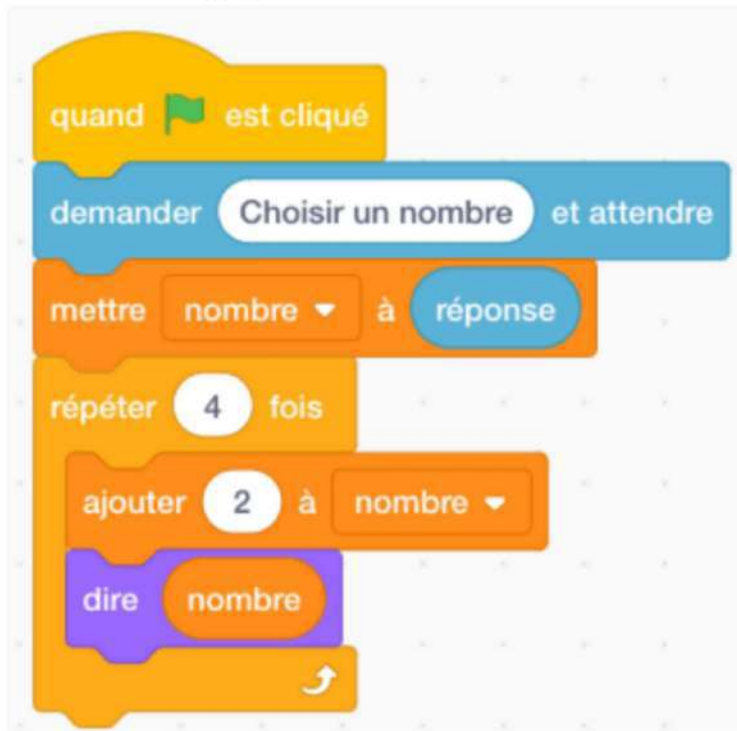 quand est cliqué
demander Choisir un nombre et attendre
mettre nombre à réponse
répéter 4 fois
ajouter 2 à nombre
dire nombre